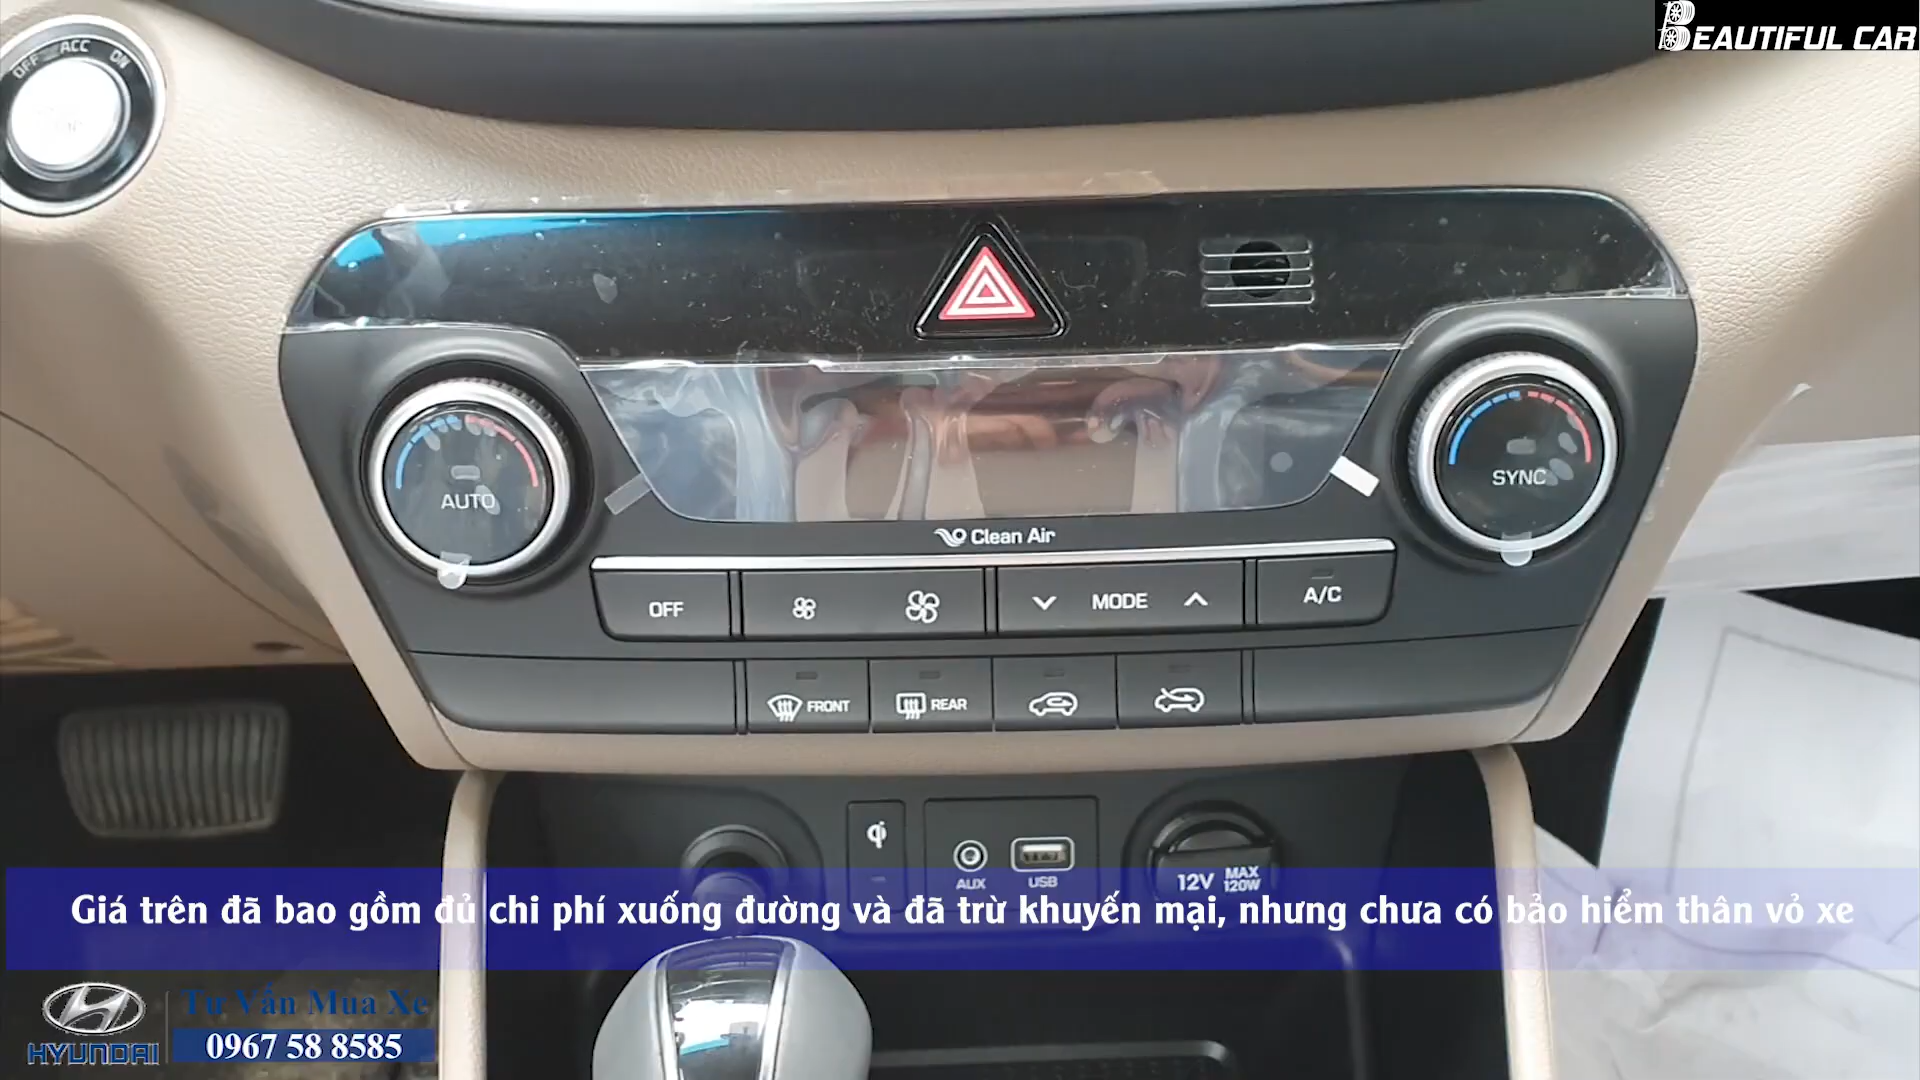 BEAUTIFUL CAR
OFF ACC ON
AUTO
SYNC
Clean Air
OFF
MODE
A/C
FRONT
REAR
AUX
USB
12V MAX 120W
Giá trên đã bao gồm đủ chi phí xuống đường và đã trừ khuyến mại, nhưng chưa có bảo hiểm thân vỏ xe
Tư Vấn Mua Xe
HYUNDAI
0967 58 8585